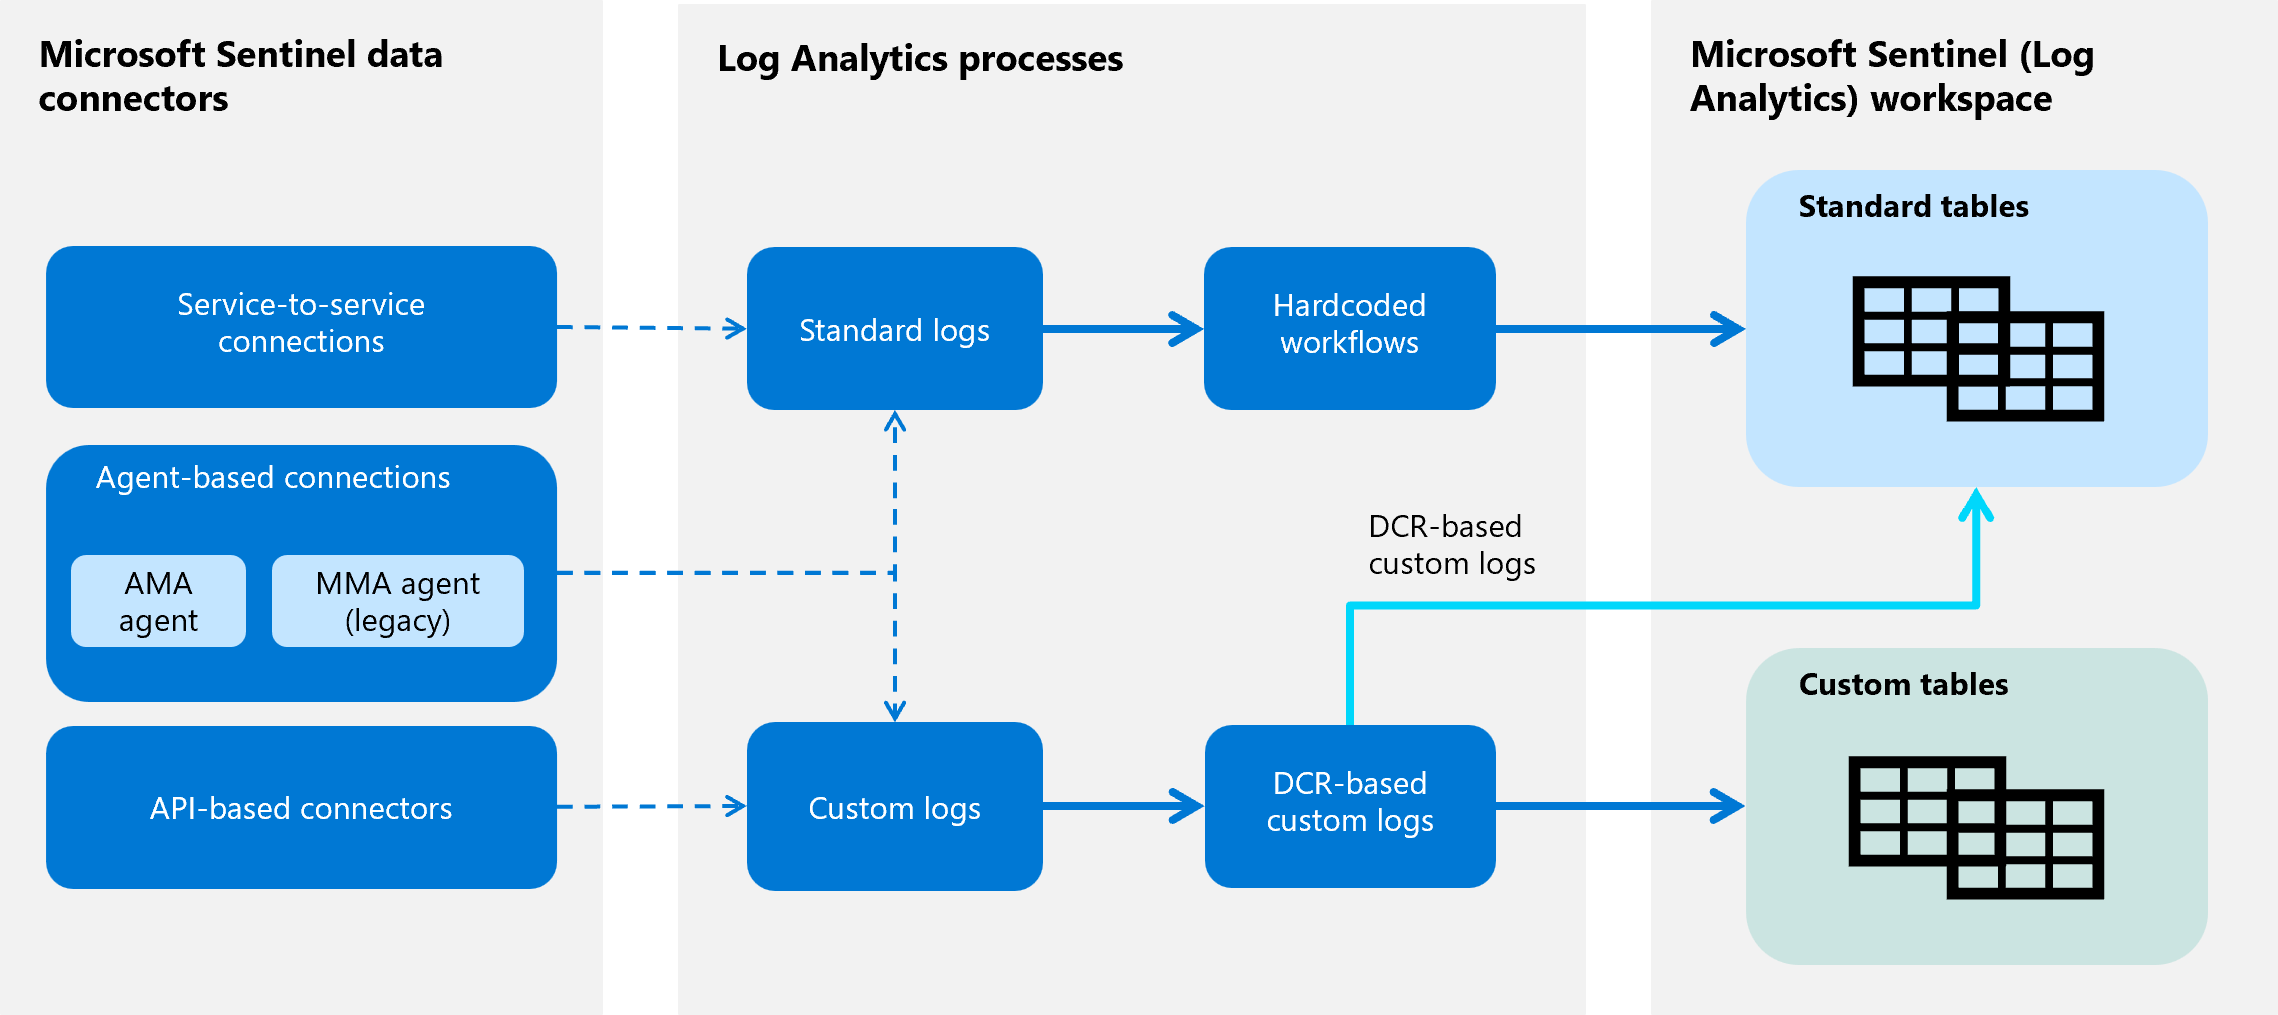 Microsoft Sentinel data
connectors
Service-to-service
connections
Agent-based connections
AMA
agent
MMA agent
(legacy)
API-based connectors
Log Analytics processes
Standard logs
Hardcoded
workflows
DCR-based
custom logs
Custom logs
DCR-based
custom logs
Microsoft Sentinel (Log
Analytics) workspace
Standard tables
Custom tables